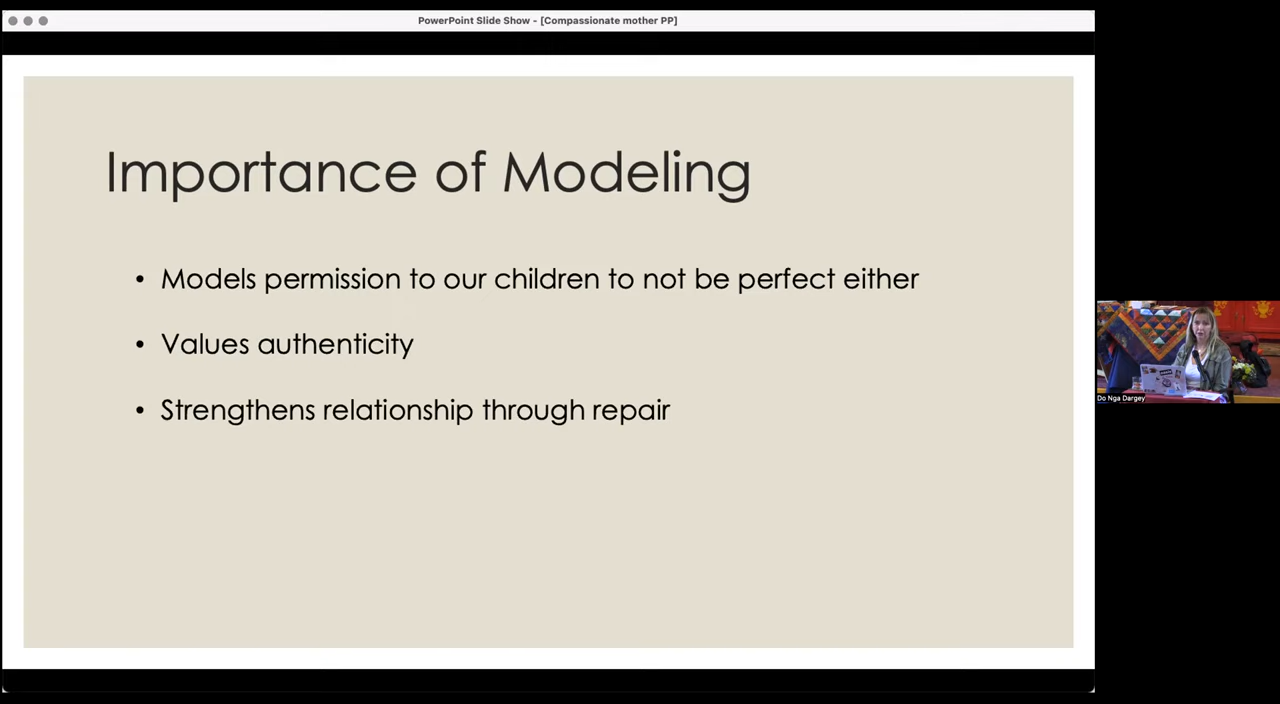 PowerPoint Slide Show - [Compassionate mother PP]
Importance of Modeling
• Models permission to our children to not be perfect either
• Values authenticity
• Strengthens relationship through repair
Do Nga Dargey